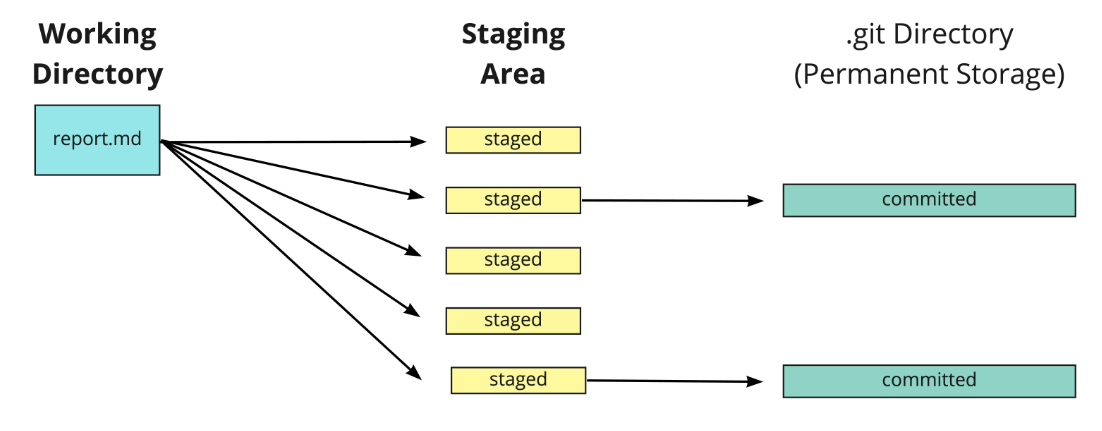 Working
Directory
Staging
Area
.git Directory
(Permanent Storage)
report.md
staged
staged
committed
staged
staged
staged
committed